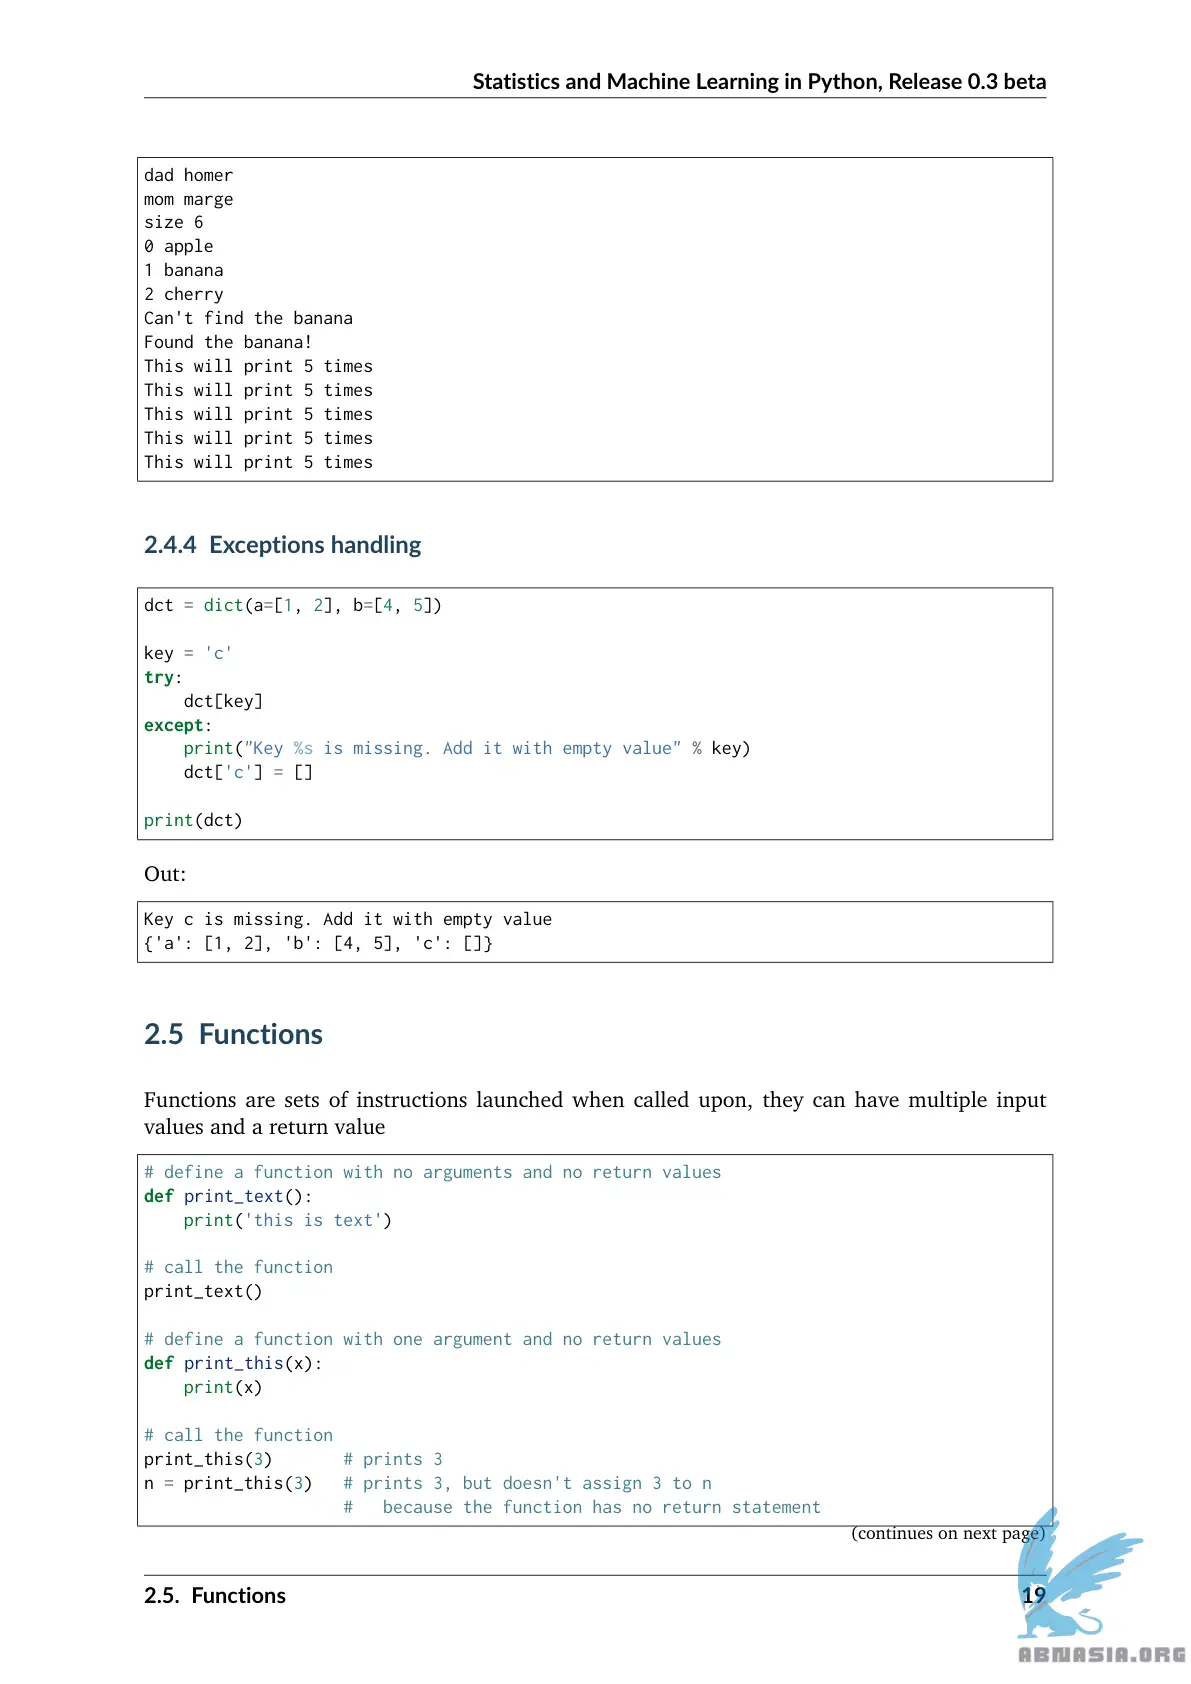 Statistics and Machine Learning in Python, Release 0.3 beta
dad homer
mom marge
size 6
0 apple
1 banana
2 cherry
Can't find the banana
Found the banana!
This will print 5 times
This will print 5 times
This will print 5 times
This will print 5 times
This will print 5 times
2.4.4 Exceptions handling
dct = dict(a=[1, 2], b=[4, 5])
key = 'c'
try:
    dct[key]
except:
    print("Key %s is missing. Add it with empty value" % key)
    dct['c'] = []
print(dct)
Out:
Key c is missing. Add it with empty value
{'a': [1, 2], 'b': [4, 5], 'c': []}
2.5 Functions
Functions are sets of instructions launched when called upon, they can have multiple input
values and a return value
# define a function with no arguments and no return values
def print_text():
    print('this is text')
# call the function
print_text()
# define a function with one argument and no return values
def print_this(x):
    print(x)
# call the function
print_this(3)       # prints 3
n = print_this(3)   # prints 3, but doesn't assign 3 to n
                    #   because the function has no return statement
(continues on next page)
2.5. Functions 19
ABNASIA.ORG